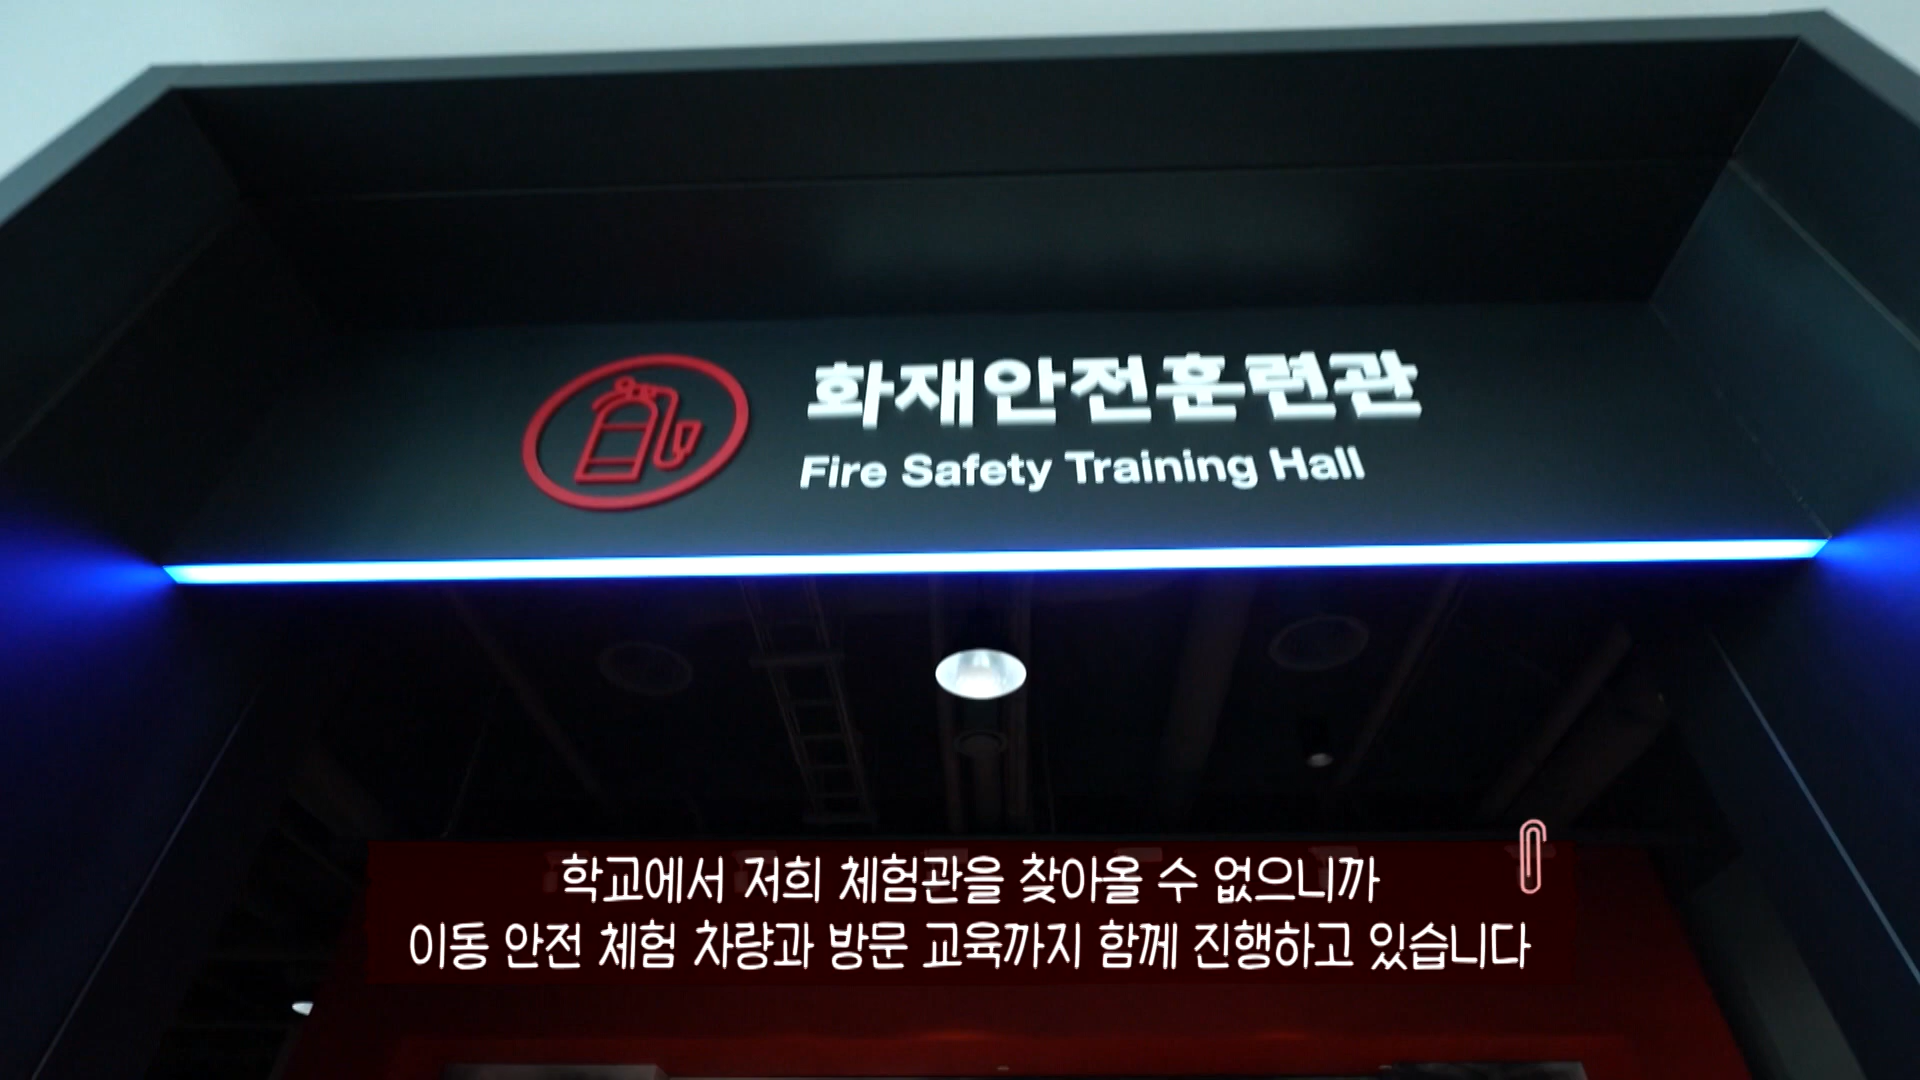 화재안전훈련관
Fire Safety Training Hall
학교에서 저희 체험관을 찾아올 수 없으니까
이동 안전 체험 차량과 방문 교육까지 함께 진행하고 있습니다